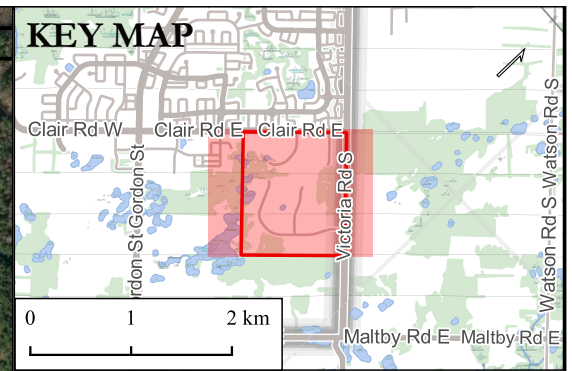 KEY MAP
Clair Rd W Clair Rd E Clair Rd E
Gordon St
rdon St
Victoria Rd S
Watson Rd S
Watson Rd S
Maltby Rd E Maltby Rd E
0 1 2 km